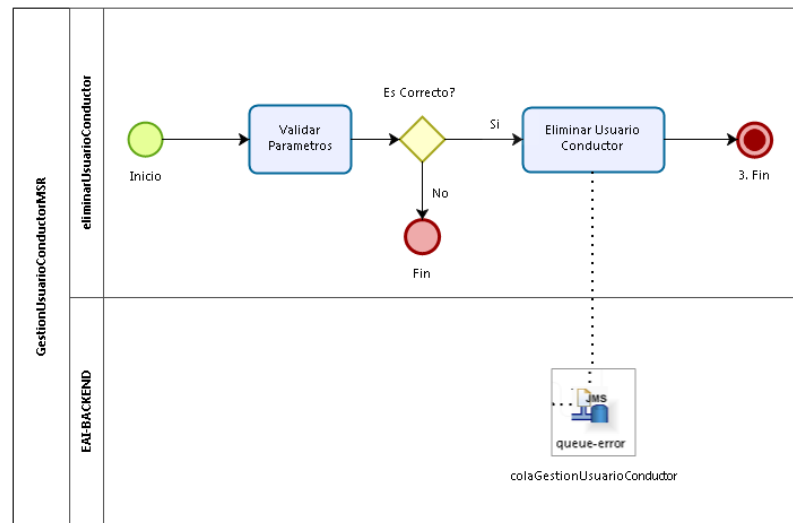 GestionUsuarioConductorMSR
eliminarUsuarioConductor
Inicio
Validar
Parametros
Es Correcto?
Si
No
Fin
Eliminar Usuario
Conductor
3. Fin
EAI-BACKEND
JMS
queue-error
colaGestionUsuarioConductor